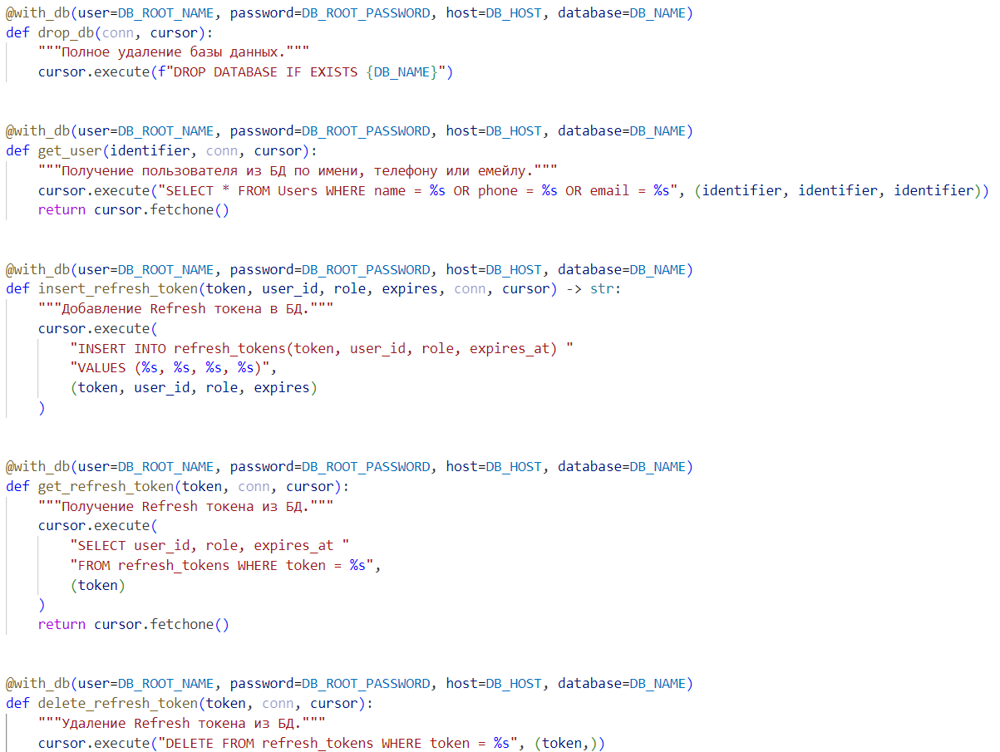 @with_db(user=DB_ROOT_NAME, password=DB_ROOT_PASSWORD, host=DB_HOST, database=DB_NAME)
def drop_db(conn, cursor):
    """Полное удаление базы данных."""
    cursor.execute(f"DROP DATABASE IF EXISTS {DB_NAME}")
@with_db(user=DB_ROOT_NAME, password=DB_ROOT_PASSWORD, host=DB_HOST, database=DB_NAME)
def get_user(identifier, conn, cursor):
    """Получение пользователя из БД по имени, телефону или емейлу."""
    cursor.execute("SELECT * FROM Users WHERE name = %s OR phone = %s OR email = %s", (identifier, identifier, identifier))
    return cursor.fetchone()
@with_db(user=DB_ROOT_NAME, password=DB_ROOT_PASSWORD, host=DB_HOST, database=DB_NAME)
def insert_refresh_token(token, user_id, role, expires, conn, cursor) -> str:
    """Добавление Refresh токена в БД."""
    cursor.execute(
        "INSERT INTO refresh_tokens(token, user_id, role, expires_at) "
        "VALUES (%s, %s, %s, %s)",
        (token, user_id, role, expires)
    )
@with_db(user=DB_ROOT_NAME, password=DB_ROOT_PASSWORD, host=DB_HOST, database=DB_NAME)
def get_refresh_token(token, conn, cursor):
    """Получение Refresh токена из БД."""
    cursor.execute(
        "SELECT user_id, role, expires_at "
        "FROM refresh_tokens WHERE token = %s",
        (token)
    )
    return cursor.fetchone()
@with_db(user=DB_ROOT_NAME, password=DB_ROOT_PASSWORD, host=DB_HOST, database=DB_NAME)
def delete_refresh_token(token, conn, cursor):
    """Удаление Refresh токена из БД."""
    cursor.execute("DELETE FROM refresh_tokens WHERE token = %s", (token,))